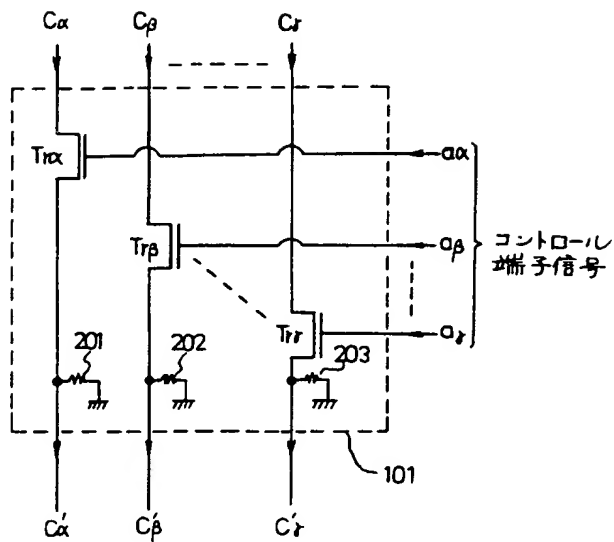 Cα Cβ Cγ
Trα aα
Trβ aβ
コントロール
端子信号
Trγ aγ
201 202 203
101
C'α C'β C'γ